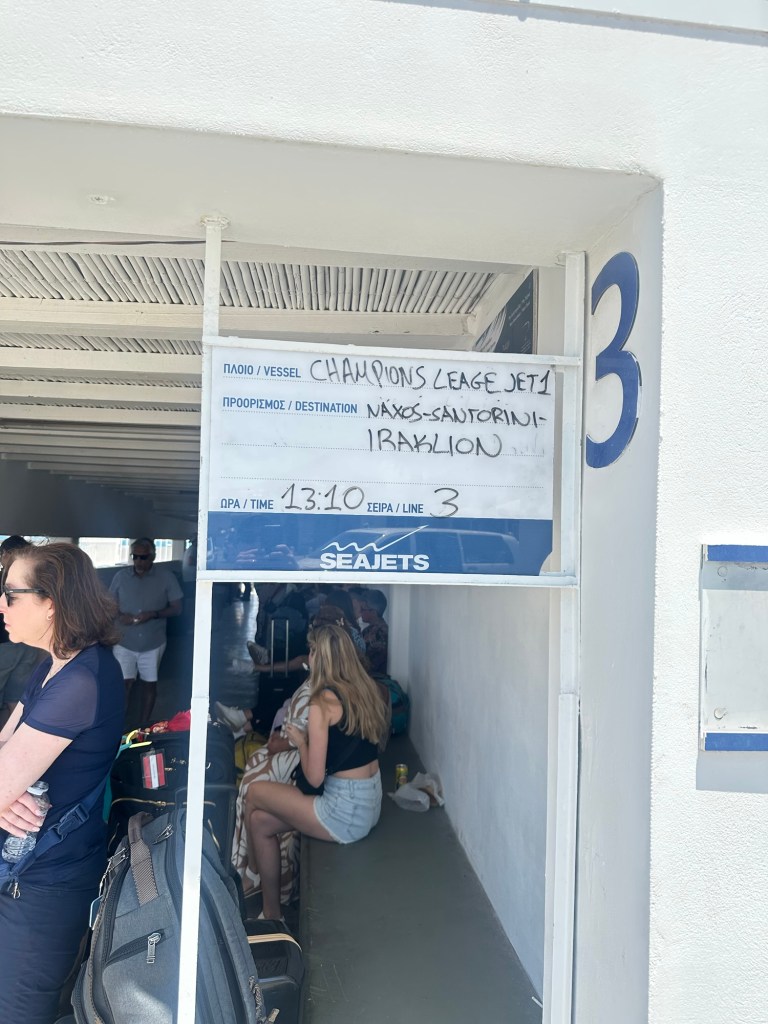 ΠΛΟΙΟ / VESSEL CHAMPIONS LEAGE JET1
ΠΡΟΟΡΙΣΜΟΣ / DESTINATION NAXOS-SANTORINI-
IRAKLION
ΩΡΑ / TIME 13:10 ΣΕΙΡΑ / LINE 3
SEAJETS
3